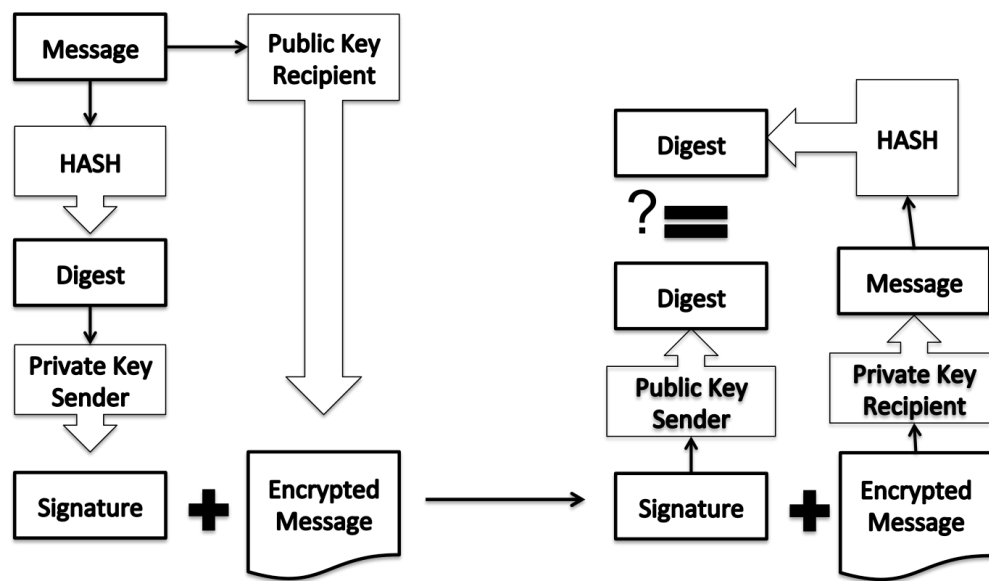 Message
Public Key
Recipient
HASH
Digest
Private Key
Sender
Signature
+
Encrypted
Message
Digest
HASH
? =
Digest
Message
Public Key
Sender
Private Key
Recipient
Signature
+
Encrypted
Message